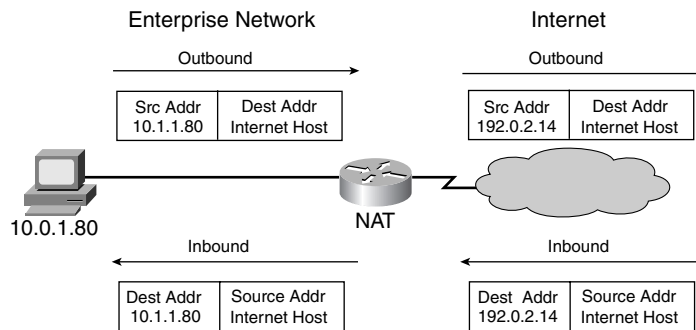 Enterprise Network
Internet
Outbound
Outbound
Src Addr
10.1.1.80
Dest Addr
Internet Host
Src Addr
192.0.2.14
Dest Addr
Internet Host
10.0.1.80
NAT
Inbound
Inbound
Dest Addr
10.1.1.80
Source Addr
Internet Host
Dest Addr
192.0.2.14
Source Addr
Internet Host